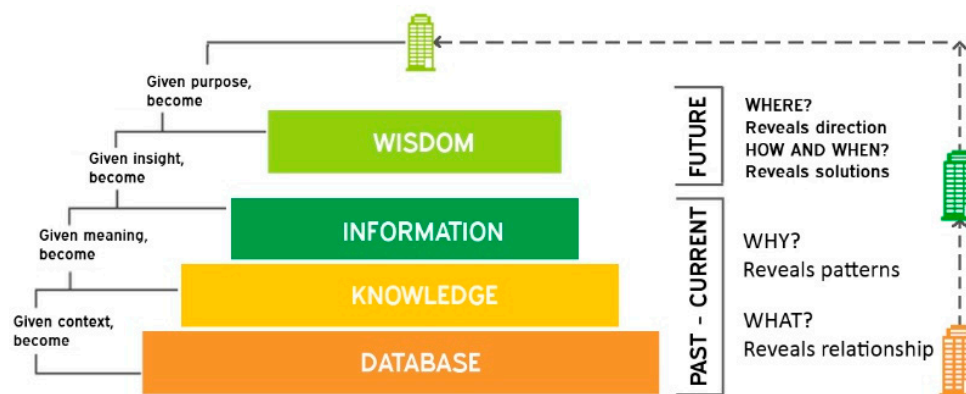 Given purpose,
become
WISDOM
Given insight,
become
INFORMATION
Given meaning,
become
KNOWLEDGE
Given context,
become
DATABASE
FUTURE
WHERE?
Reveals direction
HOW AND WHEN?
Reveals solutions
PAST - CURRENT
WHY?
Reveals patterns
WHAT?
Reveals relationship